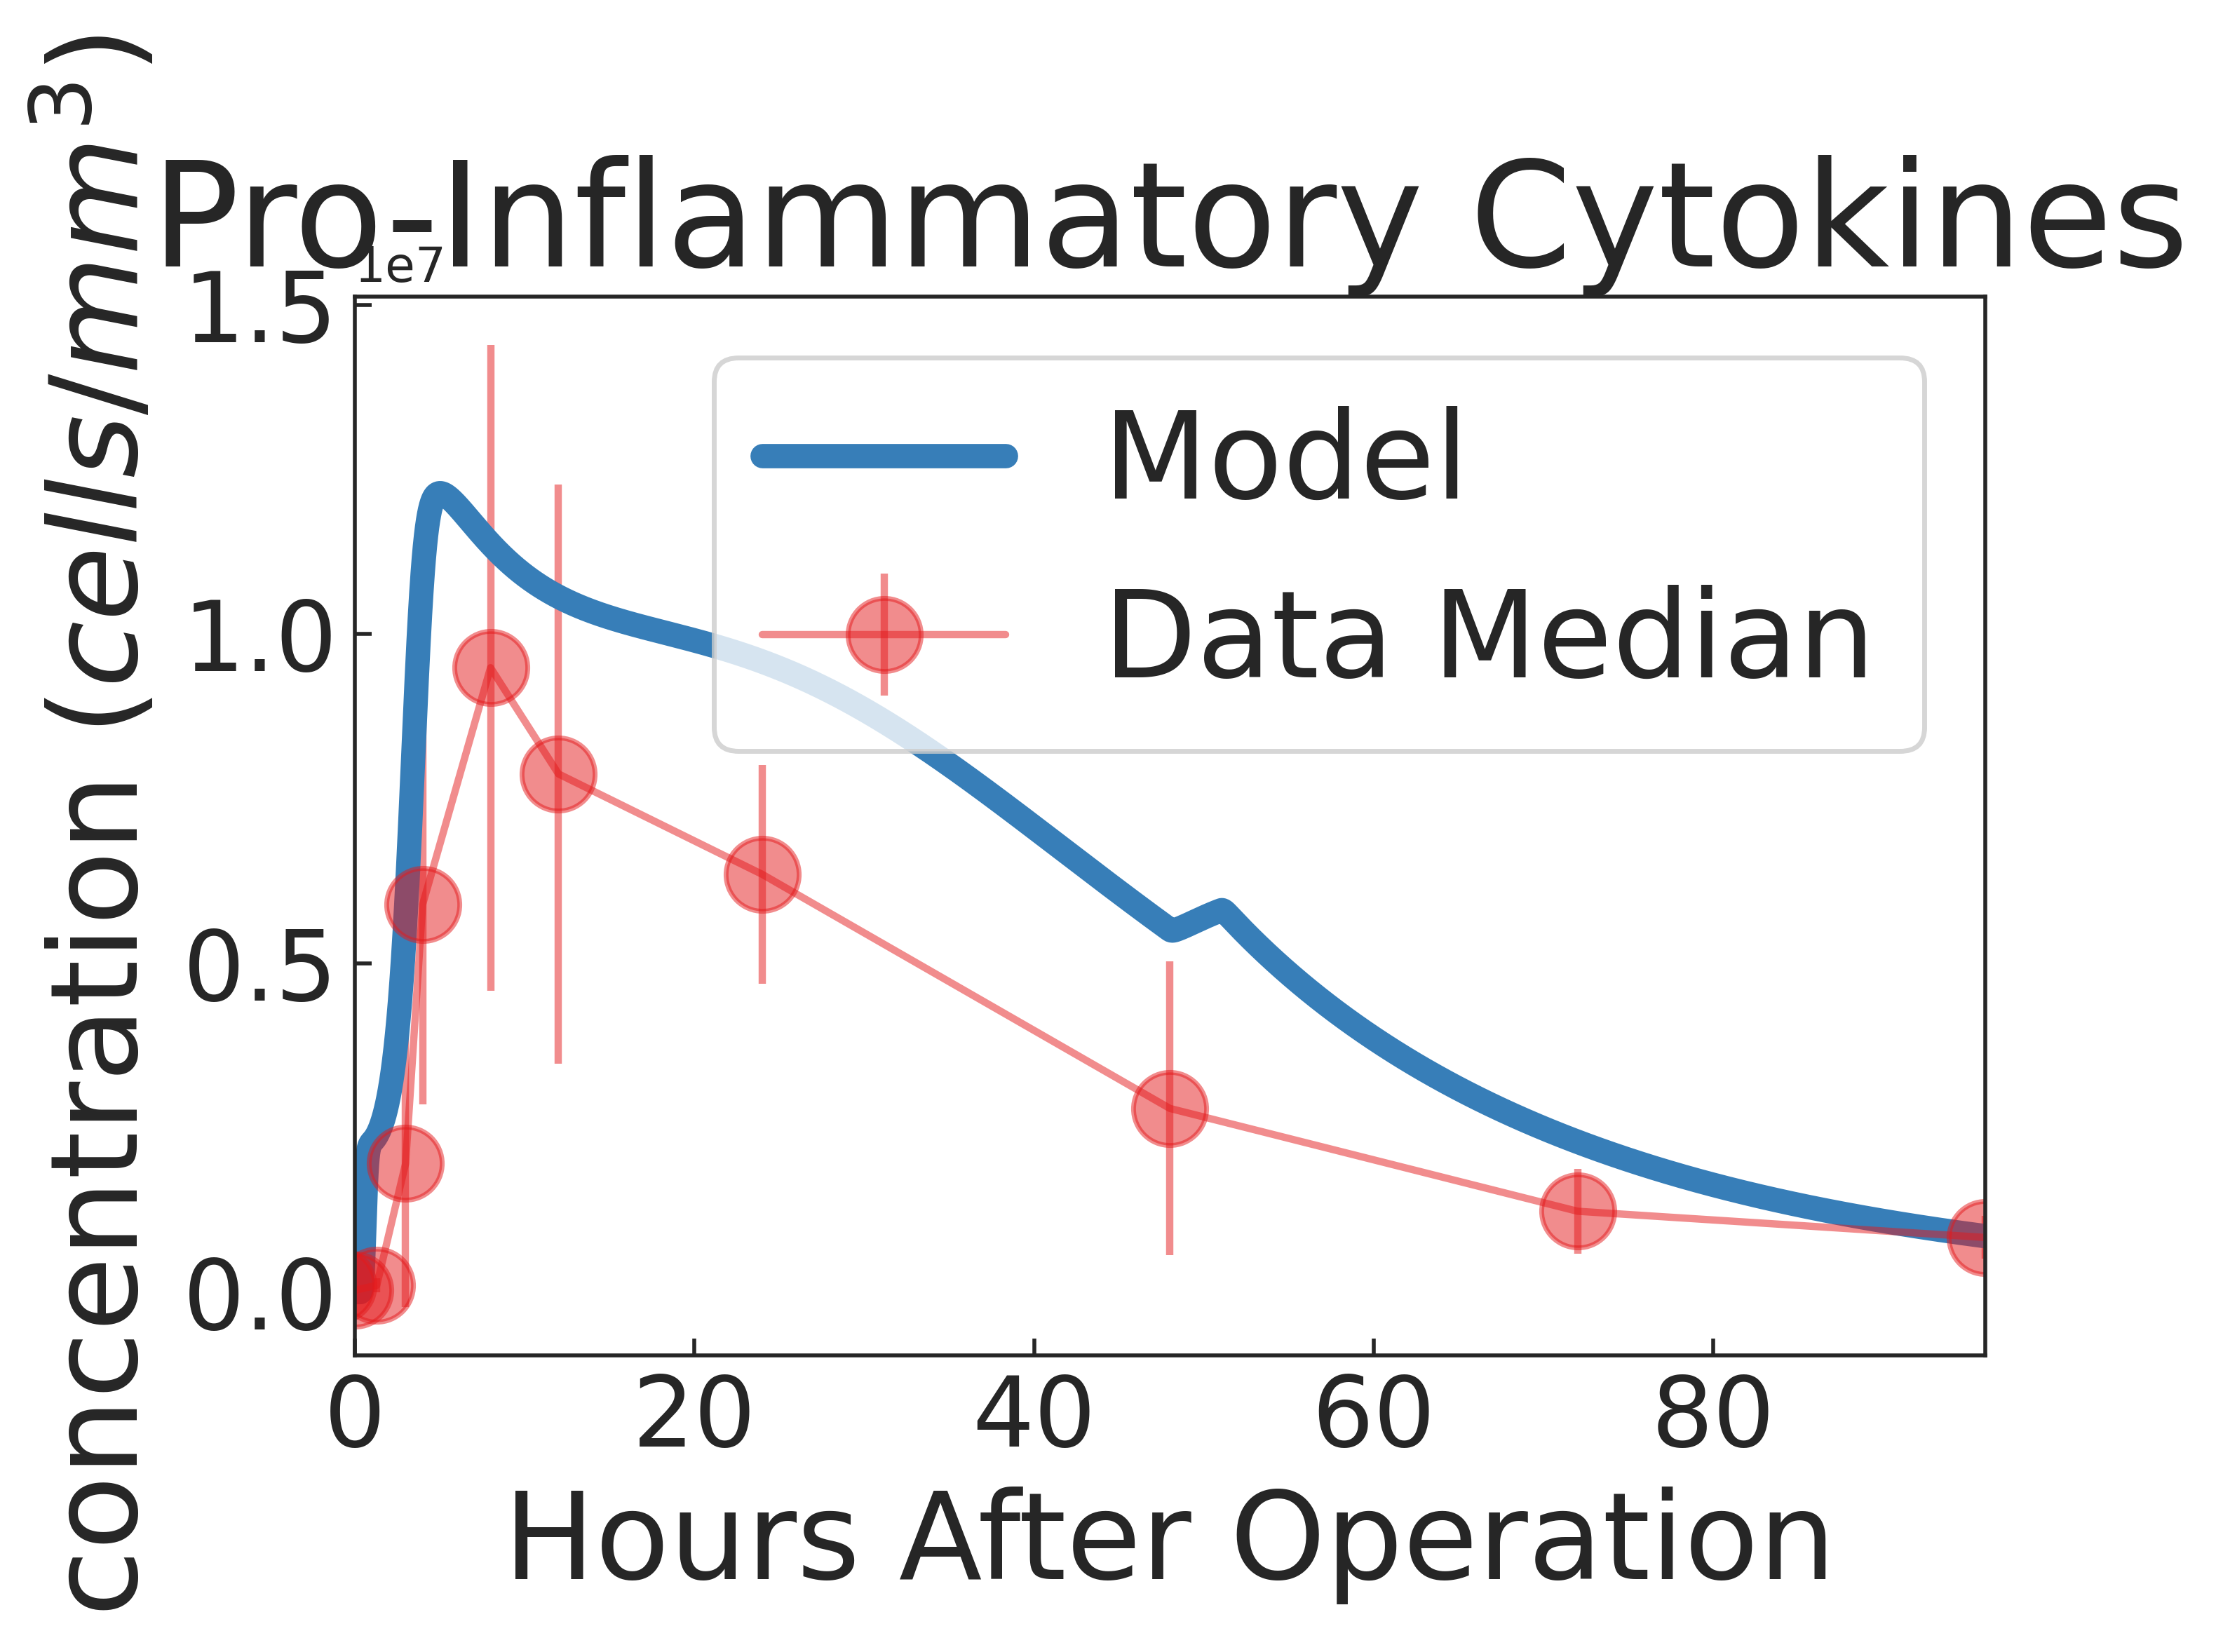 Pro-Inflammatory Cytokines
1e7
concentration (cells/mm³)
1.5
1.0
0.5
0.0
Model
Data Median
0 20 40 60 80
Hours After Operation